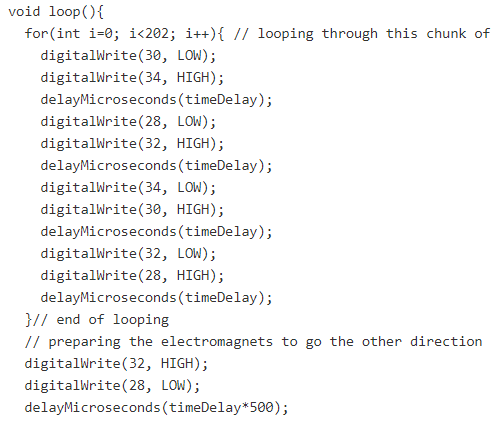 void loop(){
  for(int i=0; i<202; i++){ // looping through this chunk of
    digitalWrite(30, LOW);
    digitalWrite(34, HIGH);
    delayMicroseconds(timeDelay);
    digitalWrite(28, LOW);
    digitalWrite(32, HIGH);
    delayMicroseconds(timeDelay);
    digitalWrite(34, LOW);
    digitalWrite(30, HIGH);
    delayMicroseconds(timeDelay);
    digitalWrite(32, LOW);
    digitalWrite(28, HIGH);
    delayMicroseconds(timeDelay);
  }// end of looping
  // preparing the electromagnets to go the other direction
  digitalWrite(32, HIGH);
  digitalWrite(28, LOW);
  delayMicroseconds(timeDelay*500);